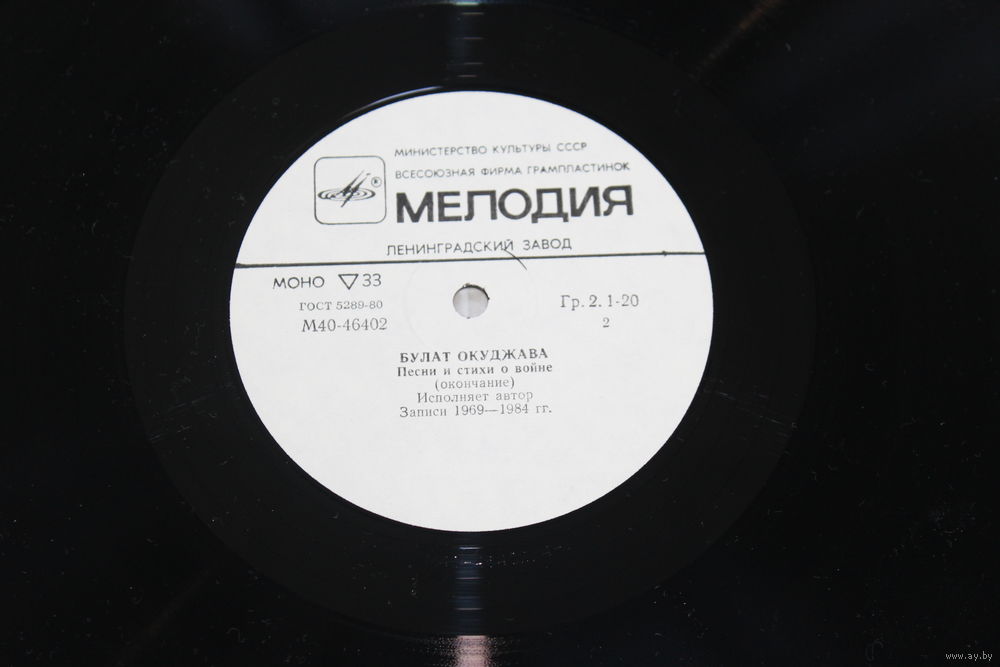 МИНИСТЕРСТВО КУЛЬТУРЫ СССР
ВСЕСОЮЗНАЯ ФИРМА ГРАМПЛАСТИНОК
® МЕЛОДИЯ
ЛЕНИНГРАДСКИЙ ЗАВОД
МОНО 33
ГОСТ 5289-80
М40-46402
Гр. 2. 1-20
2
БУЛАТ ОКУДЖАВА
Песни и стихи о войне
(окончание)
Исполняет автор
Записи 1969—1984 гг.
www.ay.by